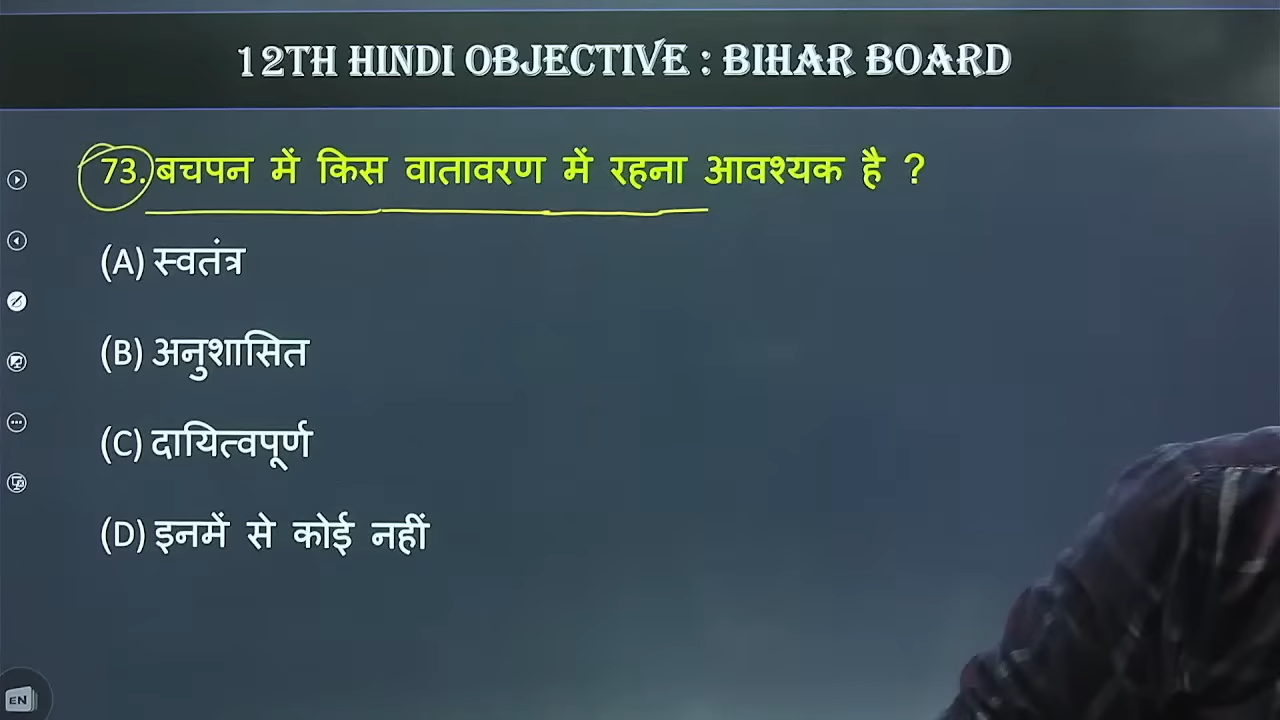 12TH HINDI OBJECTIVE : BIHAR BOARD
73. बचपन में किस वातावरण में रहना आवश्यक है ?
(A) स्वतंत्र
(B) अनुशासित
(C) दायित्वपूर्ण
(D) इनमें से कोई नहीं
EN